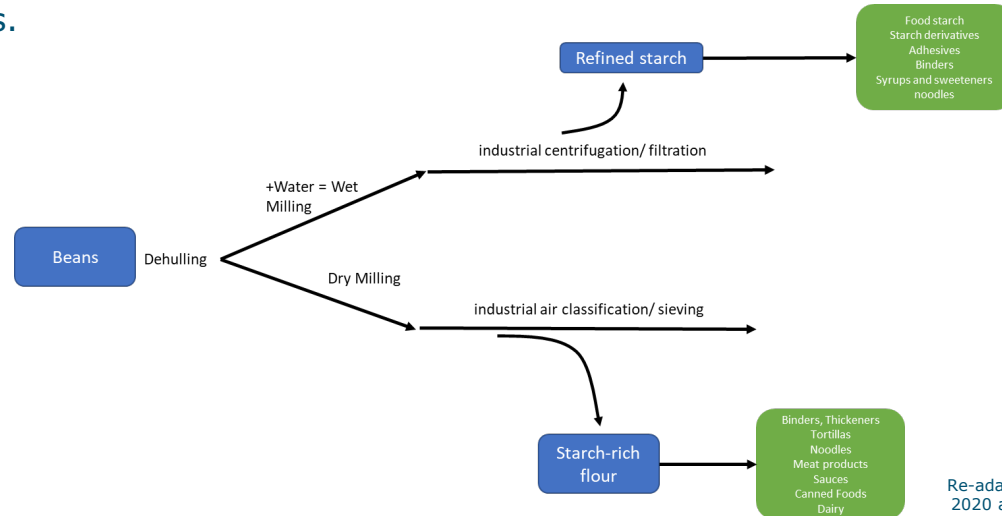 s.
Food starch
Starch derivatives
Adhesives
Binders
Syrups and sweeteners
noodles
Refined starch
industrial centrifugation/ filtration
+Water = Wet
Milling
Beans
Dehulling
Dry Milling
industrial air classification/ sieving
Starch-rich
flour
Binders, Thickeners
Tortillas
Noodles
Meat products
Sauces
Canned Foods
Dairy
Re-ada
2020 a